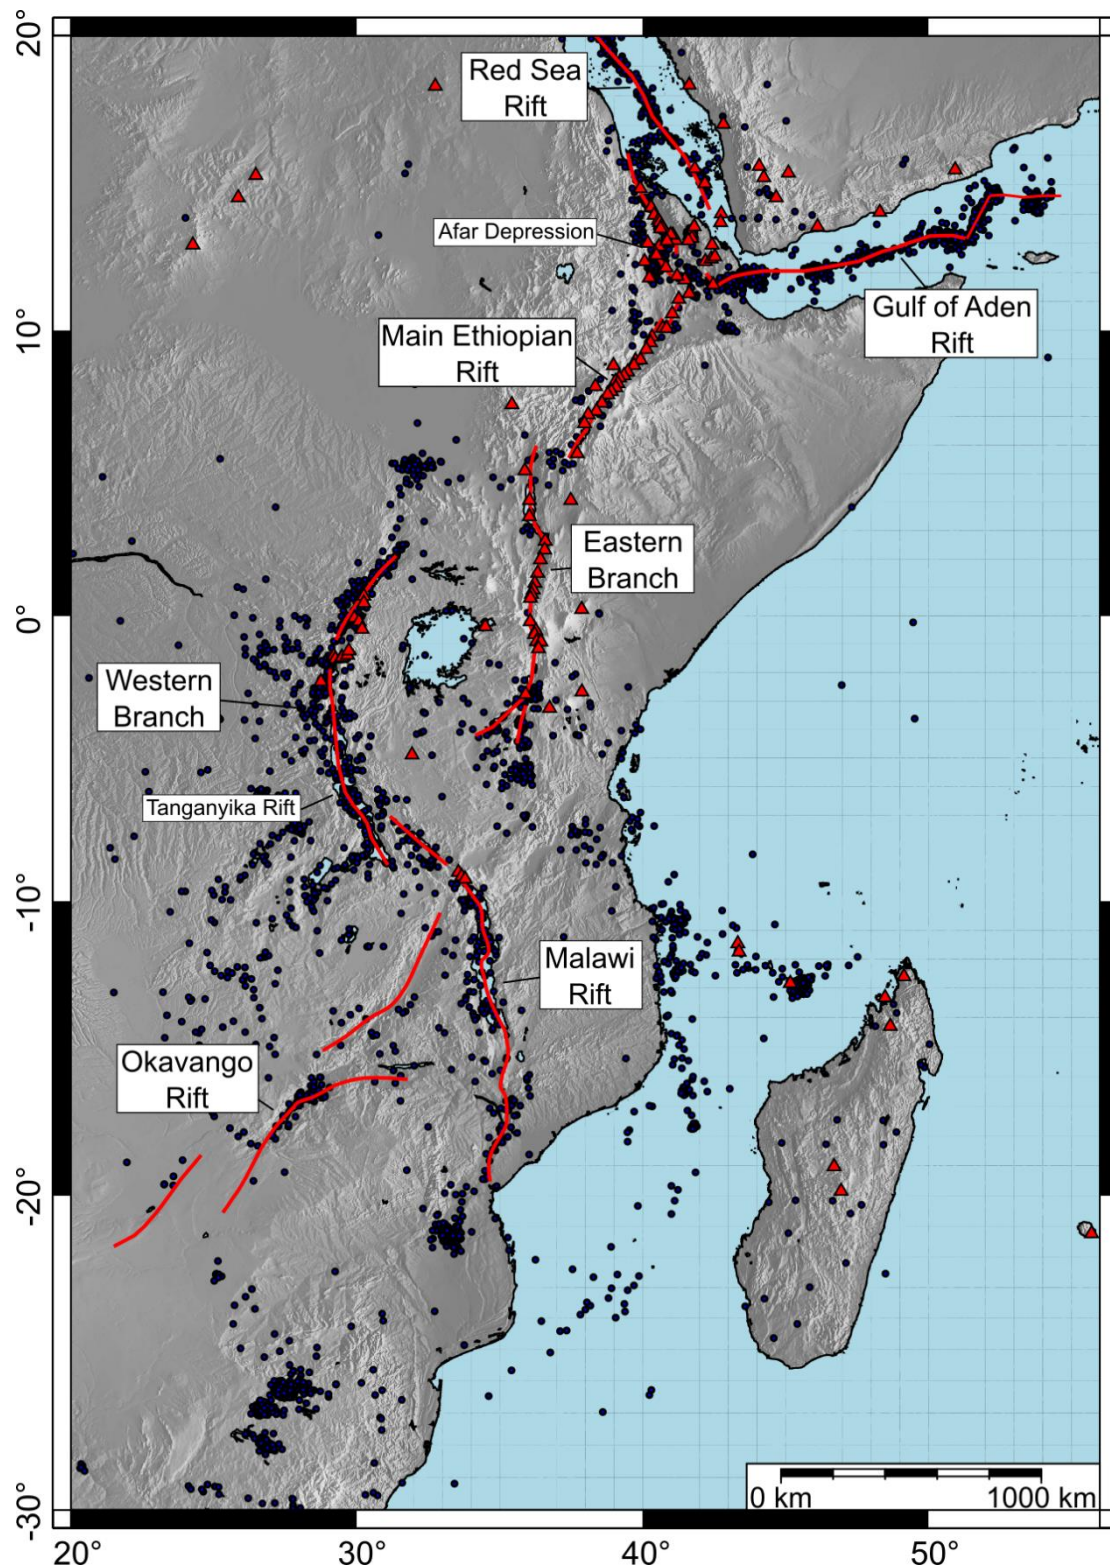 20°
Red Sea
Rift
Afar Depression
10°
Main Ethiopian
Rift
Gulf of Aden
Rift
Eastern
Branch
0°
Western
Branch
Tanganyika Rift
-10°
Malawi
Rift
Okavango
Rift
-20°
-30°
0 km
1000 km
20°
30°
40°
50°